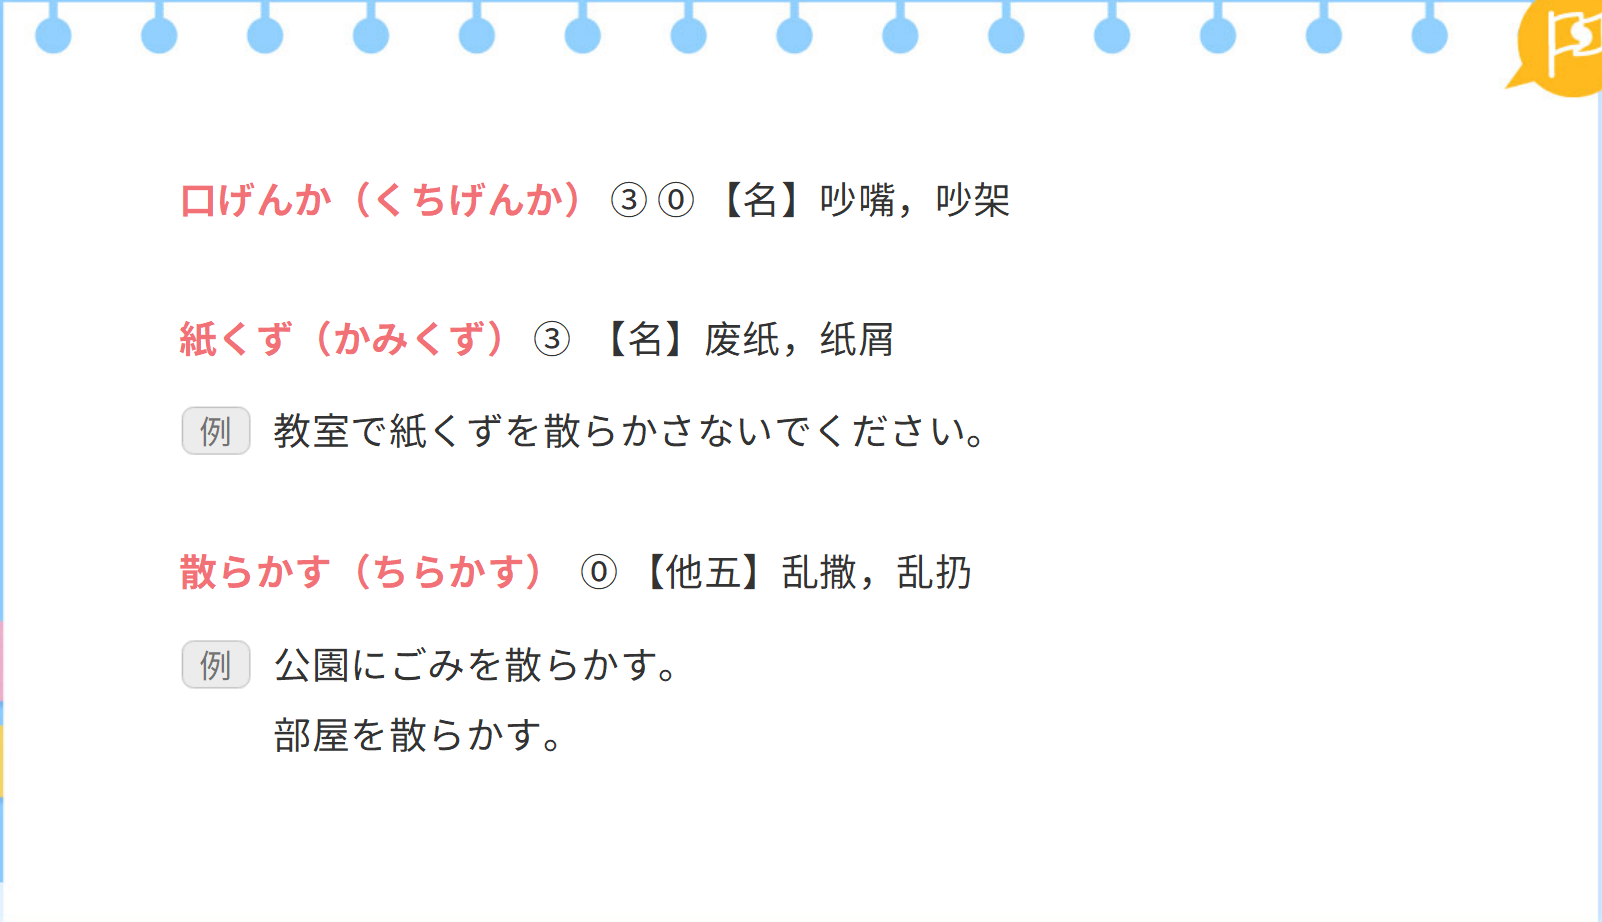 口げんか（くちげんか）③⓪【名】吵嘴，吵架
紙くず（かみくず）③ 【名】废纸，纸屑
例 教室で紙くずを散らかさないでください。
散らかす（ちらかす） ⓪【他五】乱撒，乱扔
例 公園にごみを散らかす。
部屋を散らかす。